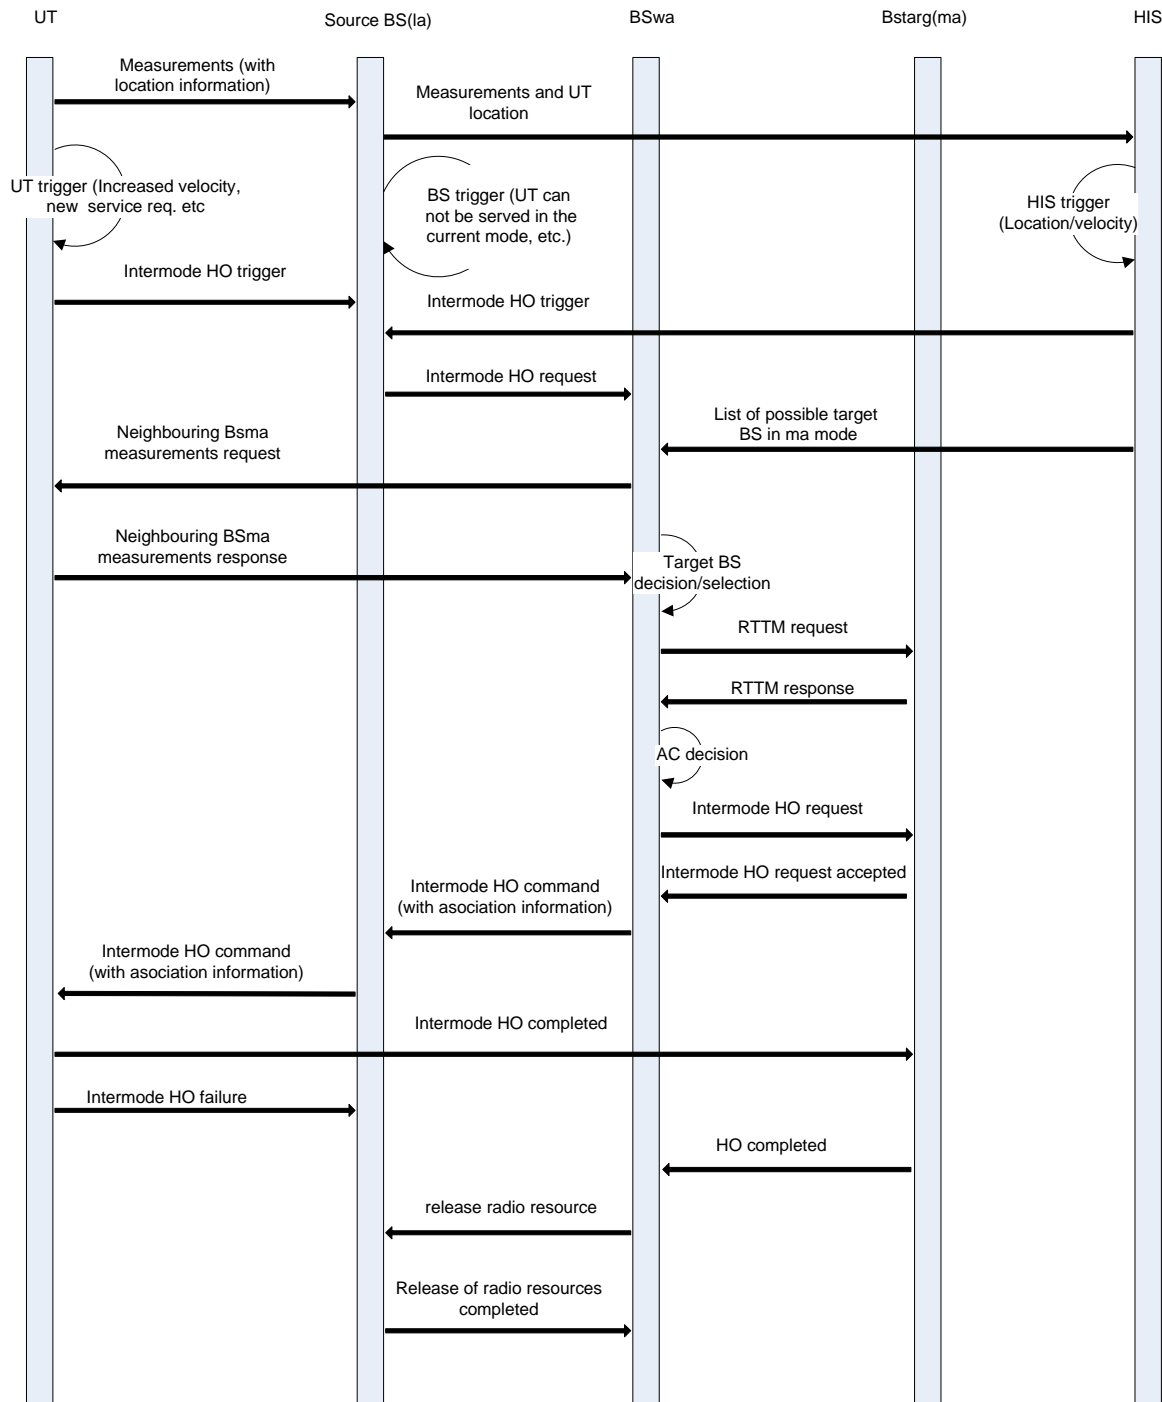 UT
Source BS(la)
BSwa
Bstarg(ma)
HIS
Measurements (with
location information)
Measurements and UT
location
UT trigger (Increased velocity,
new service req. etc
BS trigger (UT can
not be served in the
current mode, etc.)
HIS trigger
(Location/velocity)
Intermode HO trigger
Intermode HO trigger
Intermode HO request
List of possible target
BS in ma mode
Neighbouring Bsma
measurements request
Neighbouring BSma
measurements response
Target BS
decision/selection
RTTM request
RTTM response
AC decision
Intermode HO request
Intermode HO request accepted
Intermode HO command
(with asociation information)
Intermode HO command
(with asociation information)
Intermode HO completed
Intermode HO failure
HO completed
release radio resource
Release of radio resources
completed